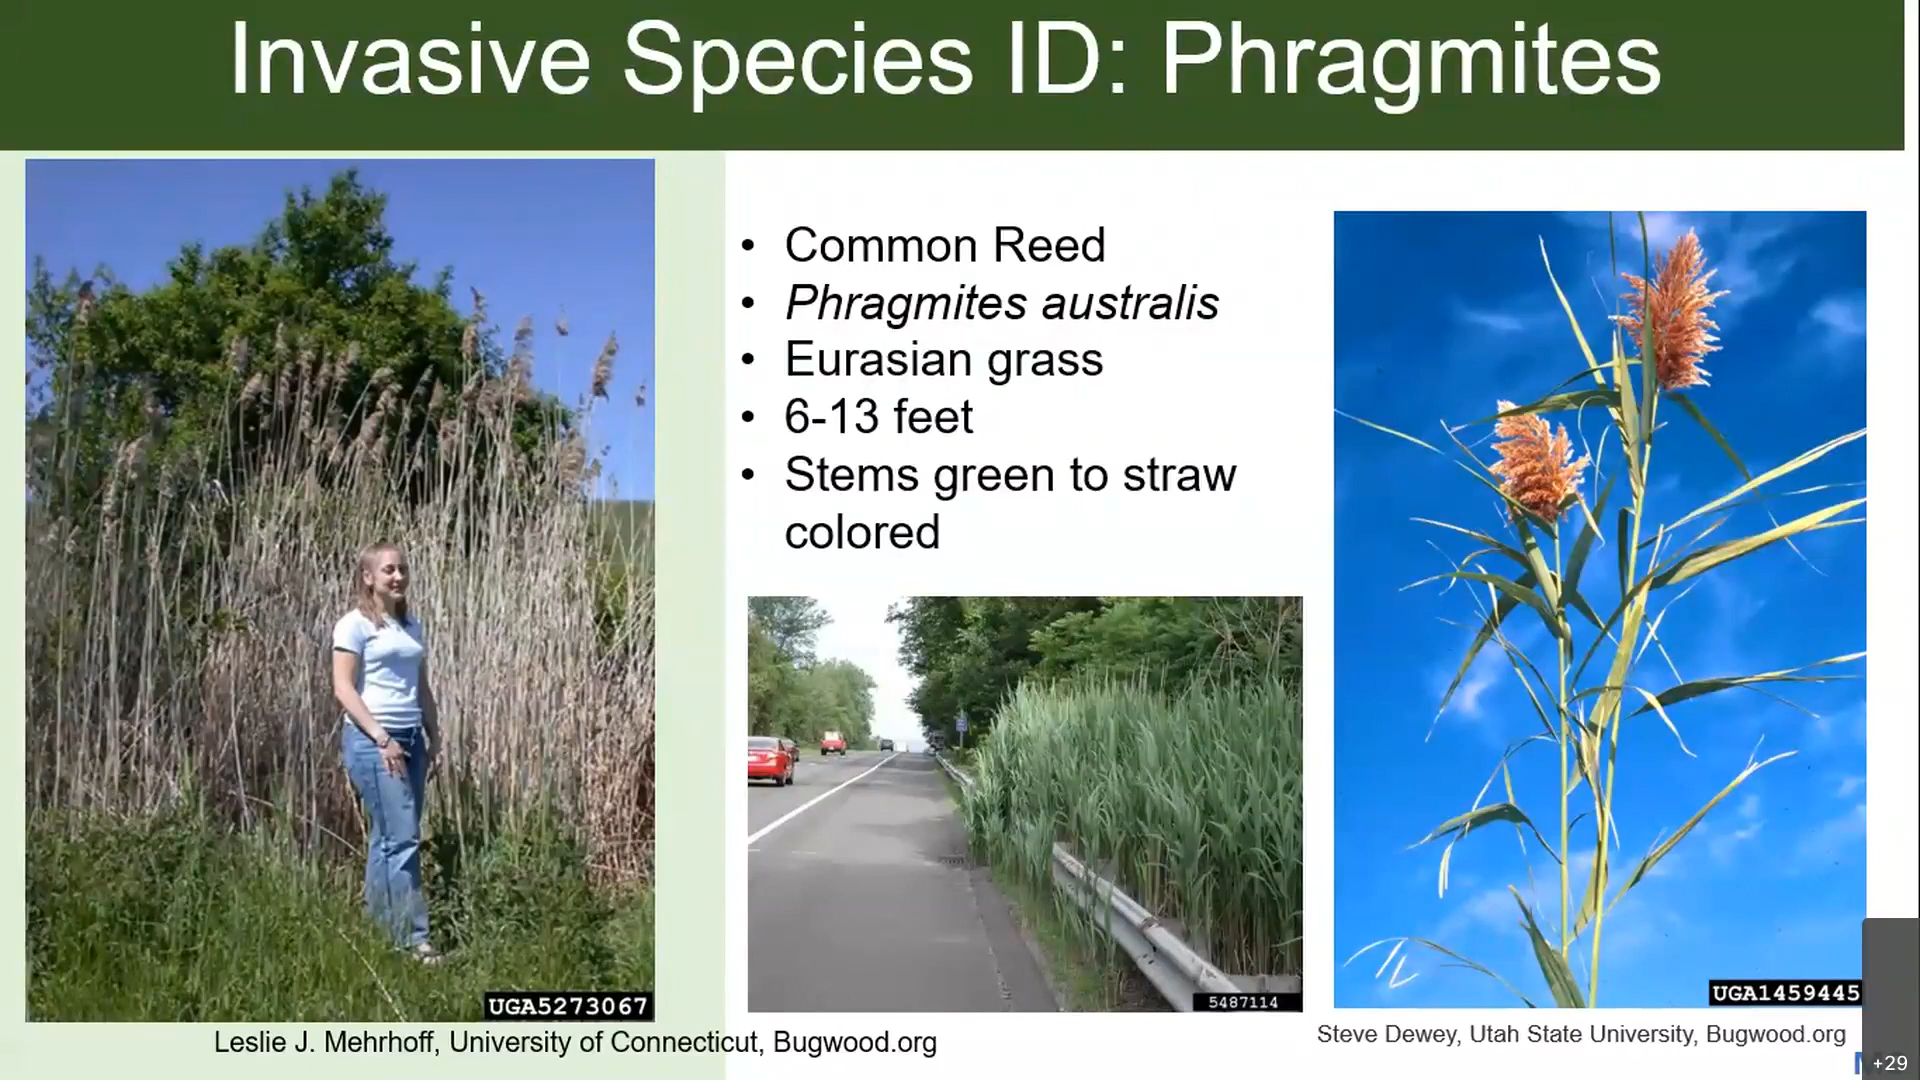 Invasive Species ID: Phragmites
• Common Reed
• Phragmites australis
• Eurasian grass
• 6-13 feet
• Stems green to straw
colored
UGA5273067
5487114
UGA1459445
Leslie J. Mehrhoff, University of Connecticut, Bugwood.org
Steve Dewey, Utah State University, Bugwood.org
+29